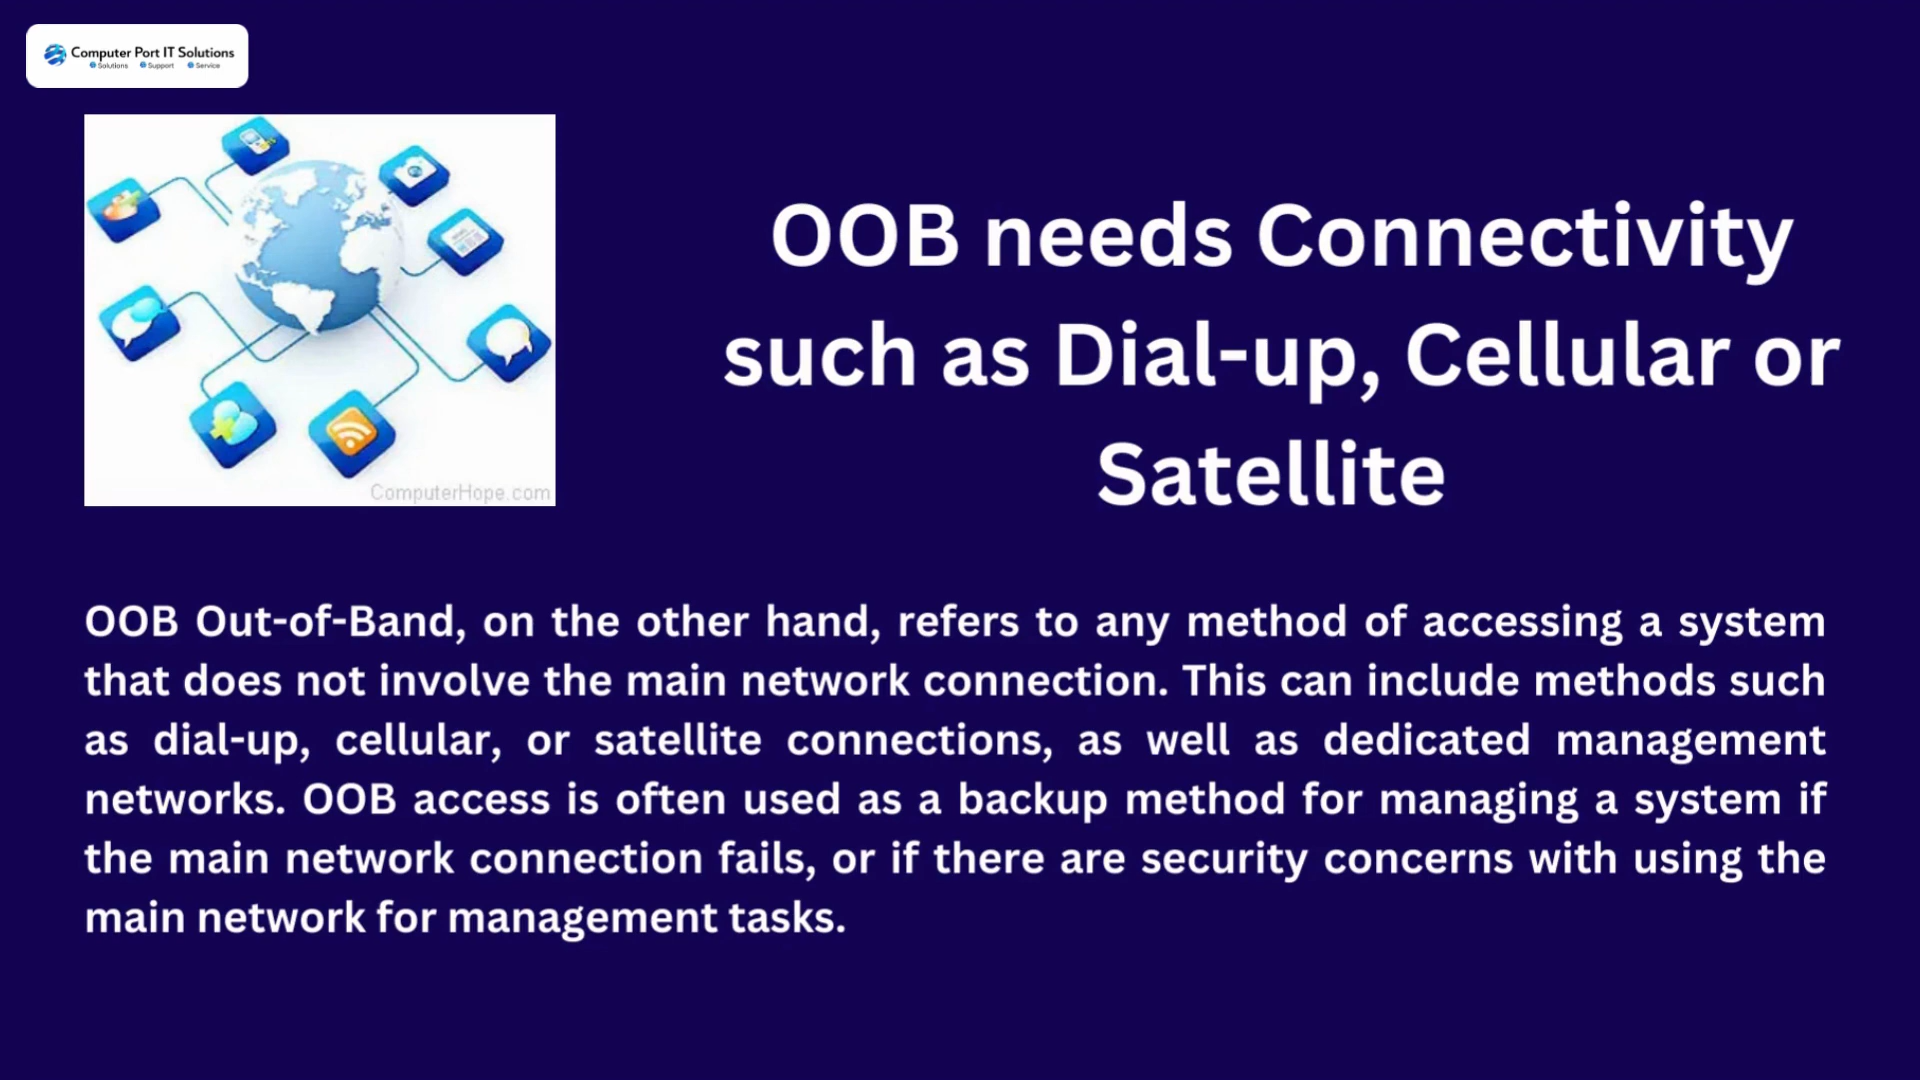 Computer Port IT Solutions
Solutions Support Service
OOB needs Connectivity
such as Dial-up, Cellular or
Satellite
ComputerHope.com
OOB Out-of-Band, on the other hand, refers to any method of accessing a system
that does not involve the main network connection. This can include methods such
as dial-up, cellular, or satellite connections, as well as dedicated management
networks. OOB access is often used as a backup method for managing a system if
the main network connection fails, or if there are security concerns with using the
main network for management tasks.